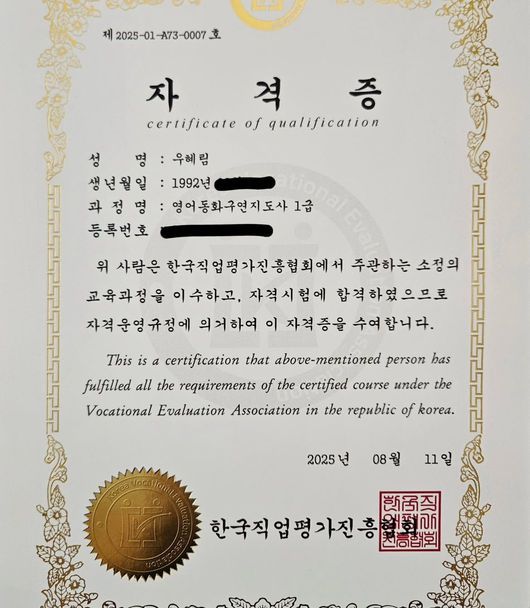 제 2025-01-A73-0007 호
자 격 증
certificate of qualification
성 명 : 우혜림
생년월일 : 1992년
과 정 명 : 영어동화구연지도사 1급
등록번호 :
위 사람은 한국직업평가진흥협회에서 주관하는 소정의
교육과정을 이수하고, 자격시험에 합격하였으므로
자격운영규정에 의거하여 이 자격증을 수여합니다.
This is a certification that above-mentioned person has
fulfilled all the requirements of the certified course under the
Vocational Evaluation Association in the republic of korea.
2025년 08월 11일
한국직업평가진흥협회